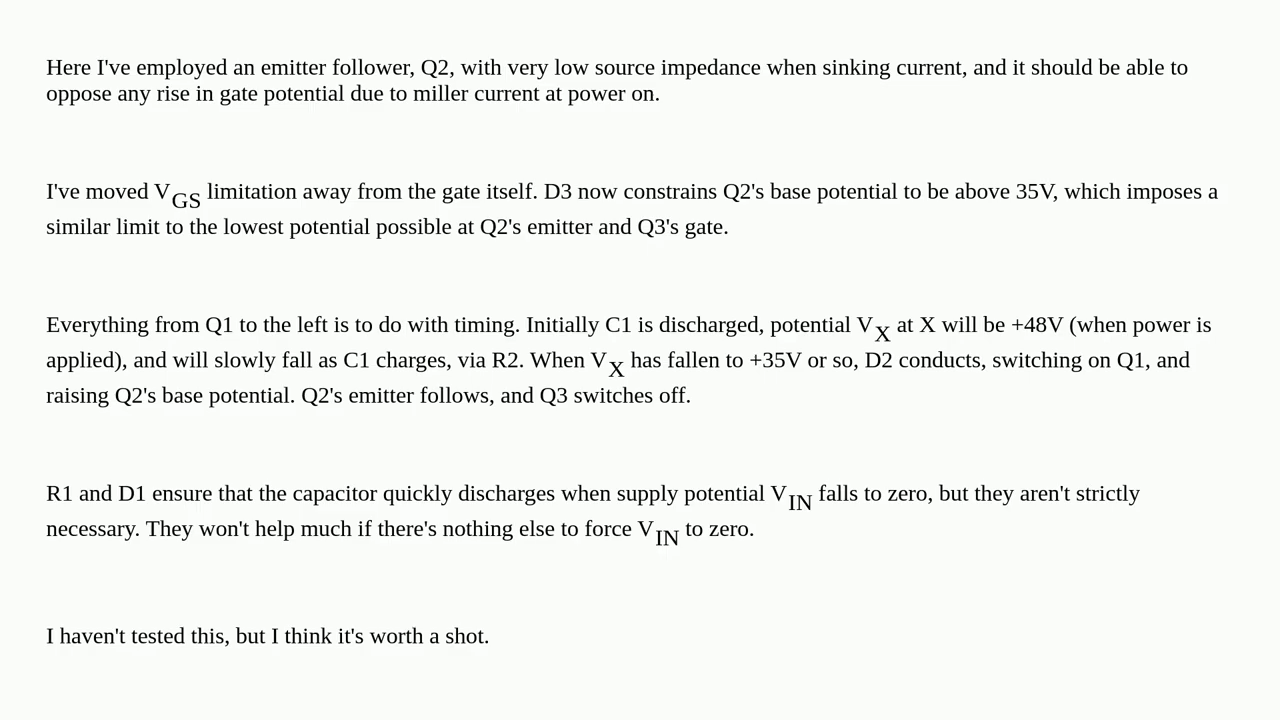 Here I've employed an emitter follower, Q2, with very low source impedance when sinking current, and it should be able to
oppose any rise in gate potential due to miller current at power on.
I've moved VGS limitation away from the gate itself. D3 now constrains Q2's base potential to be above 35V, which imposes a
similar limit to the lowest potential possible at Q2's emitter and Q3's gate.
Everything from Q1 to the left is to do with timing. Initially C1 is discharged, potential VX at X will be +48V (when power is
applied), and will slowly fall as C1 charges, via R2. When VX has fallen to +35V or so, D2 conducts, switching on Q1, and
raising Q2's base potential. Q2's emitter follows, and Q3 switches off.
R1 and D1 ensure that the capacitor quickly discharges when supply potential VIN falls to zero, but they aren't strictly
necessary. They won't help much if there's nothing else to force VIN to zero.
I haven't tested this, but I think it's worth a shot.